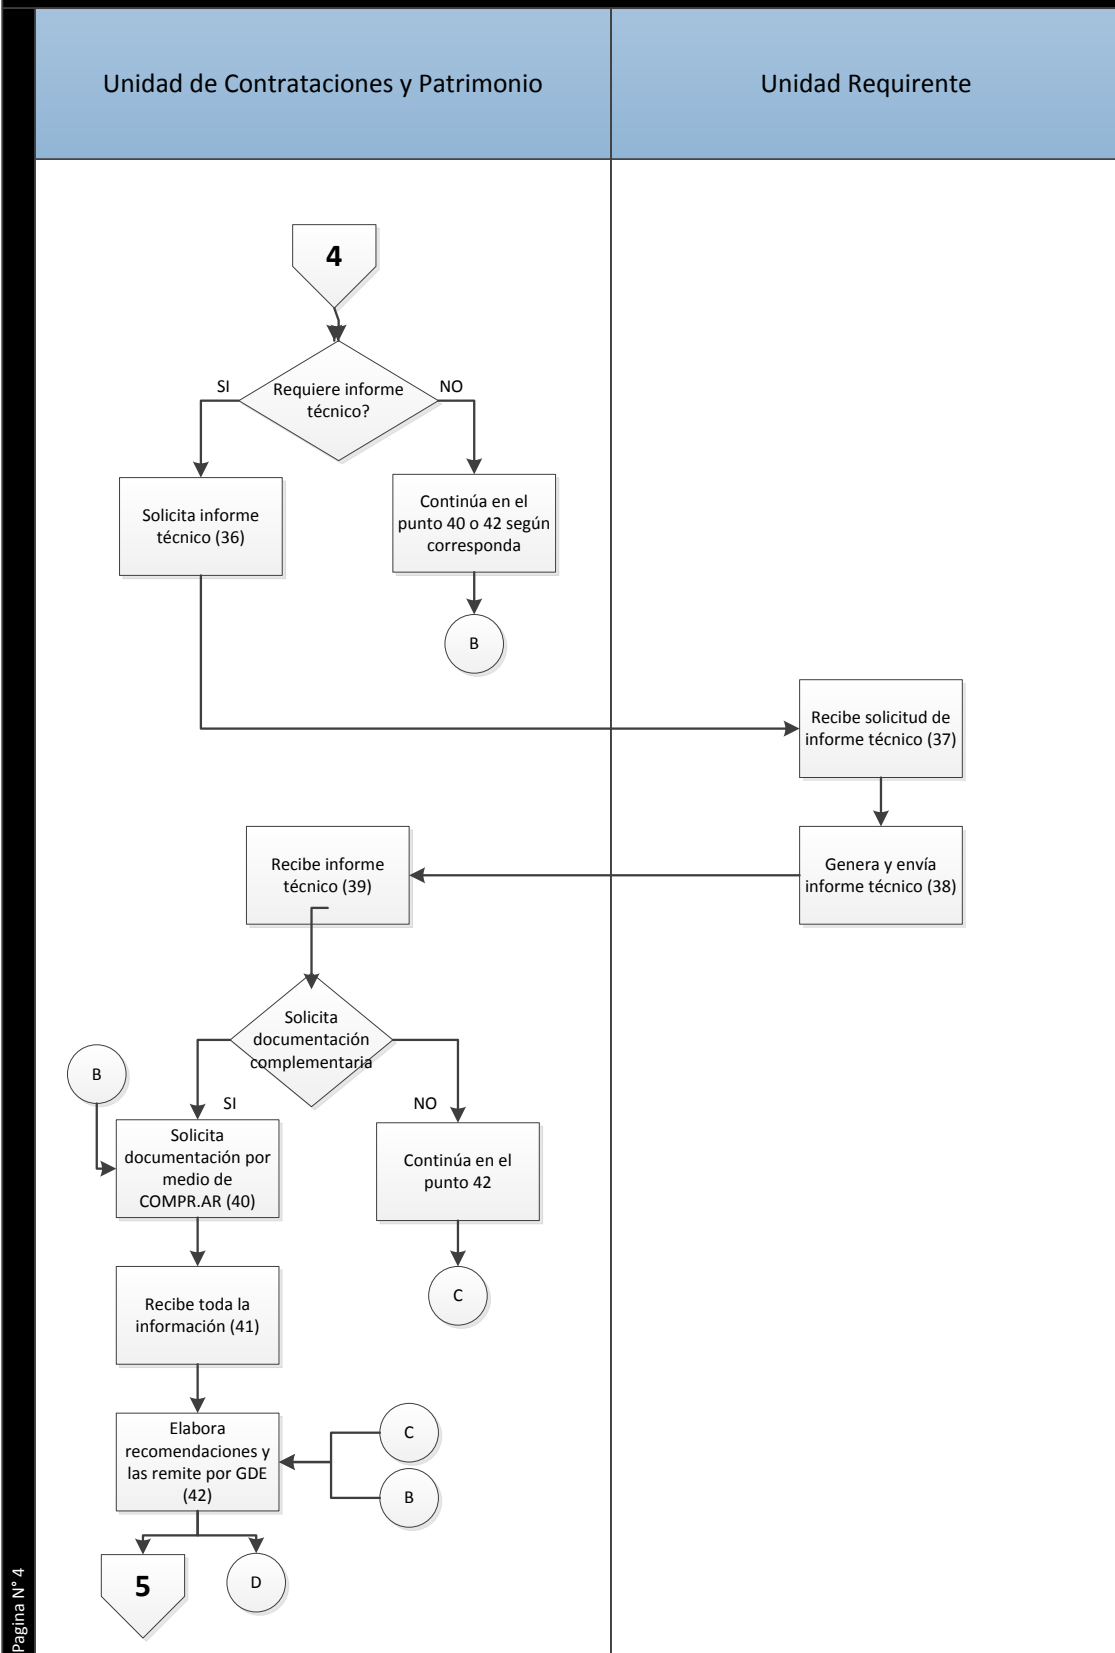 Unidad de Contrataciones y Patrimonio
Unidad Requirente
4
Requiere informe
técnico?
SI
NO
Solicita informe
técnico (36)
Continúa en el
punto 40 o 42 según
corresponda
B
Recibe solicitud de
informe técnico (37)
Genera y envía
informe técnico (38)
Recibe informe
técnico (39)
Solicita
documentación
complementaria
B
SI
NO
Solicita
documentación por
medio de
COMPR.AR (40)
Continúa en el
punto 42
Recibe toda la
información (41)
C
Elabora
recomendaciones y
las remite por GDE
(42)
C
B
5
D
Pagina N° 4